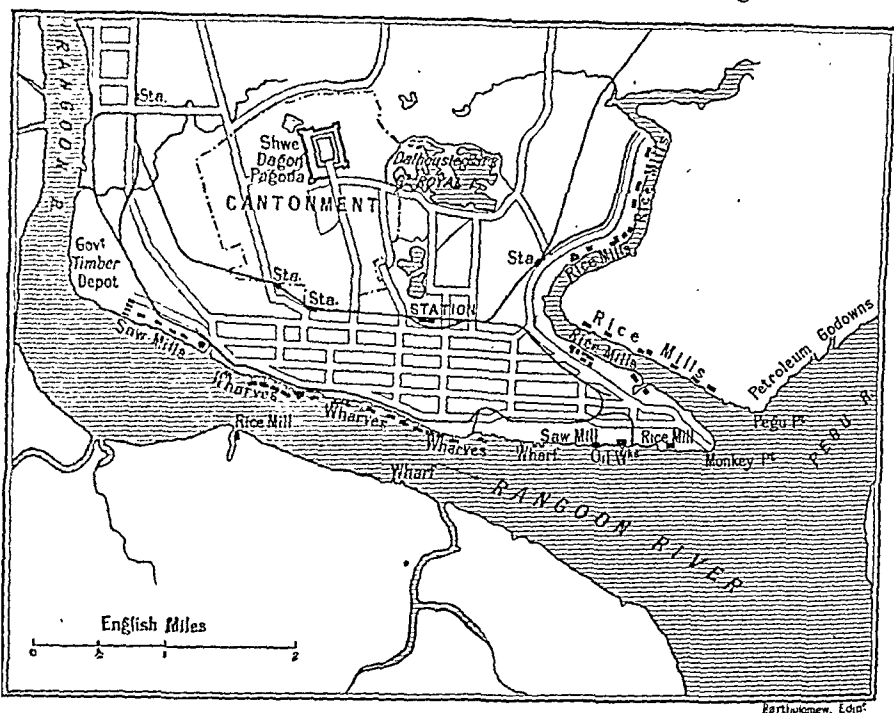 RANGOON R.
Sta.
Shwe
Dagon
Pagoda
CANTONMENT
ROYAL
Govt
Timber
Depot
Sta.
Sta.
Sta.
STATION
Rice Mills
Rice Mills
Rice Mills
Rice Mills
Petroleum Godowns
Pegu Pt.
PEGU R.
Saw Mills
Wharves
Wharves
Wharves
Wharf
Saw Mill
Oil Wks
Rice Mill
Monkey Pt.
Rice Mill
Wharf
RANGOON RIVER
English Miles
0 ½ 1 2
Bartholomew, Edinr